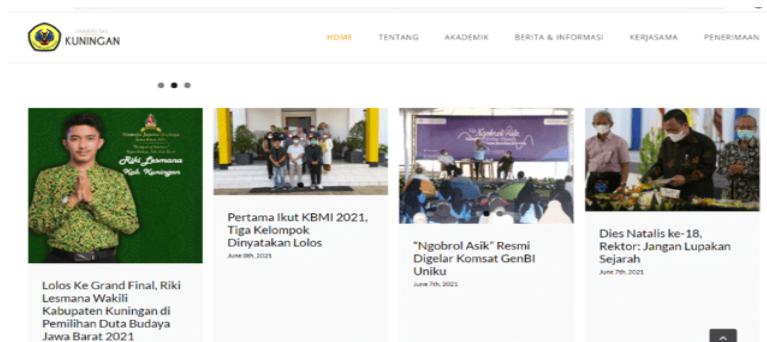 UNIVERSITAS
KUNINGAN
HOME TENTANG AKADEMIK BERITA & INFORMASI KERJASAMA PENERIMAAN
Riki Lesmana
Kab. Kuningan
Lolos Ke Grand Final, Riki
Lesmana Wakili
Kabupaten Kuningan di
Pemilihan Duta Budaya
Jawa Barat 2021
Pertama Ikut KBMI 2021,
Tiga Kelompok
Dinyatakan Lolos
June 8th, 2021
Ngobrol Asik
"Ngobrol Asik" Resmi
Digelar Komsat GenBI
Uniku
June 7th, 2021
Dies Natalis ke-18,
Rektor: Jangan Lupakan
Sejarah
June 7th, 2021